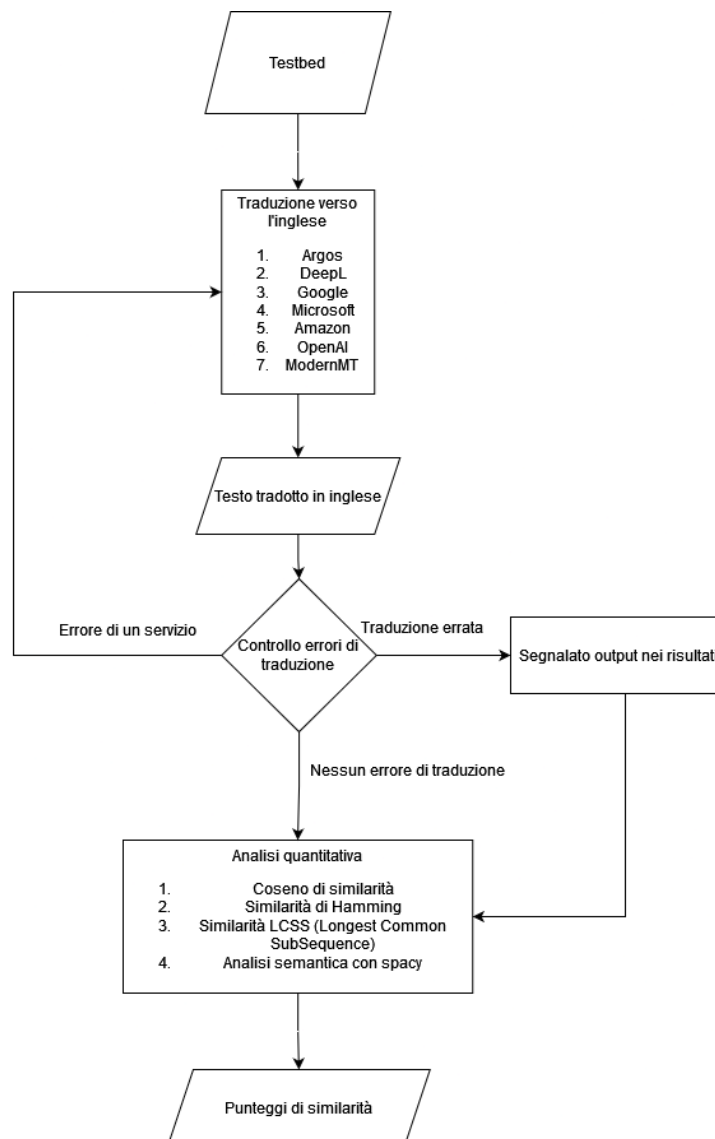 Testbed
Traduzione verso
l'inglese
1. Argos
2. DeepL
3. Google
4. Microsoft
5. Amazon
6. OpenAI
7. ModernMT
Testo tradotto in inglese
Errore di un servizio
Controllo errori di
traduzione
Traduzione errata
Segnalato output nei risultati
Nessun errore di traduzione
Analisi quantitativa
1. Coseno di similarità
2. Similarità di Hamming
3. Similarità LCSS (Longest Common
SubSequence)
4. Analisi semantica con spacy
Punteggi di similarità